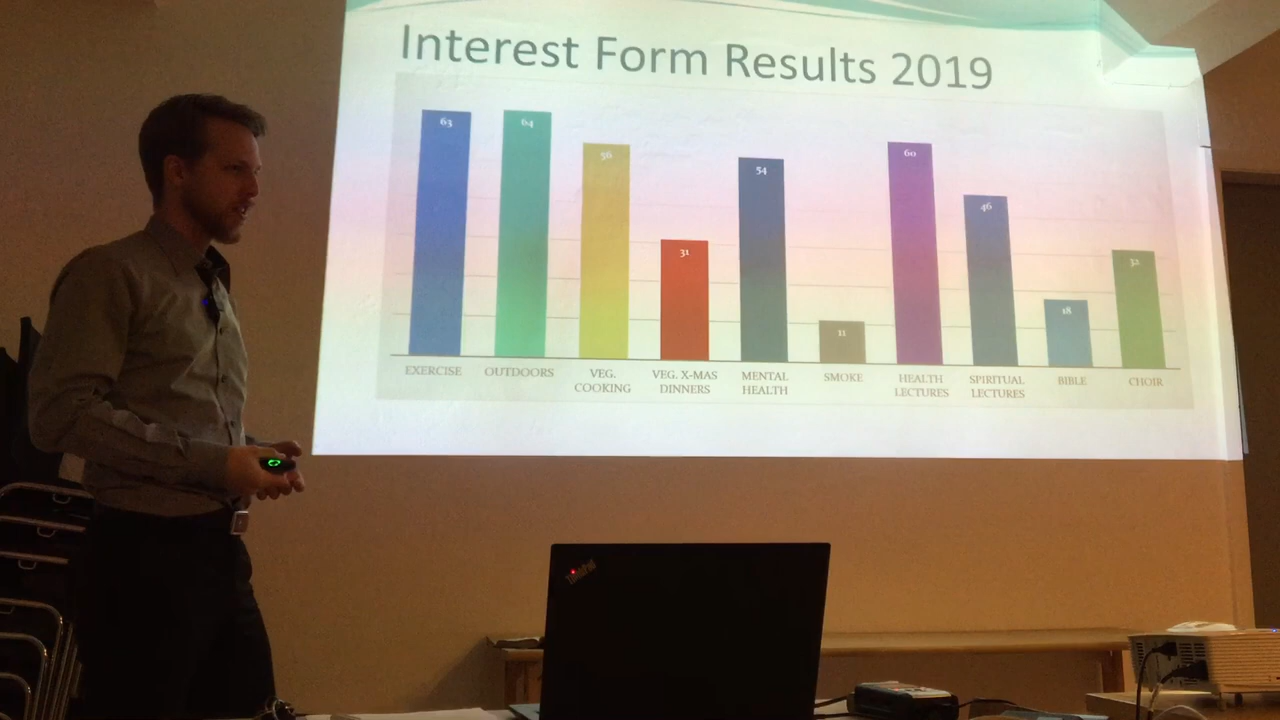 Interest Form Results 2019
63
64
56
31
54
11
60
46
18
32
EXERCISE
OUTDOORS
VEG.
COOKING
VEG. X-MAS
DINNERS
MENTAL
HEALTH
SMOKE
HEALTH
LECTURES
SPIRITUAL
LECTURES
BIBLE
CHOIR
ThinkPad